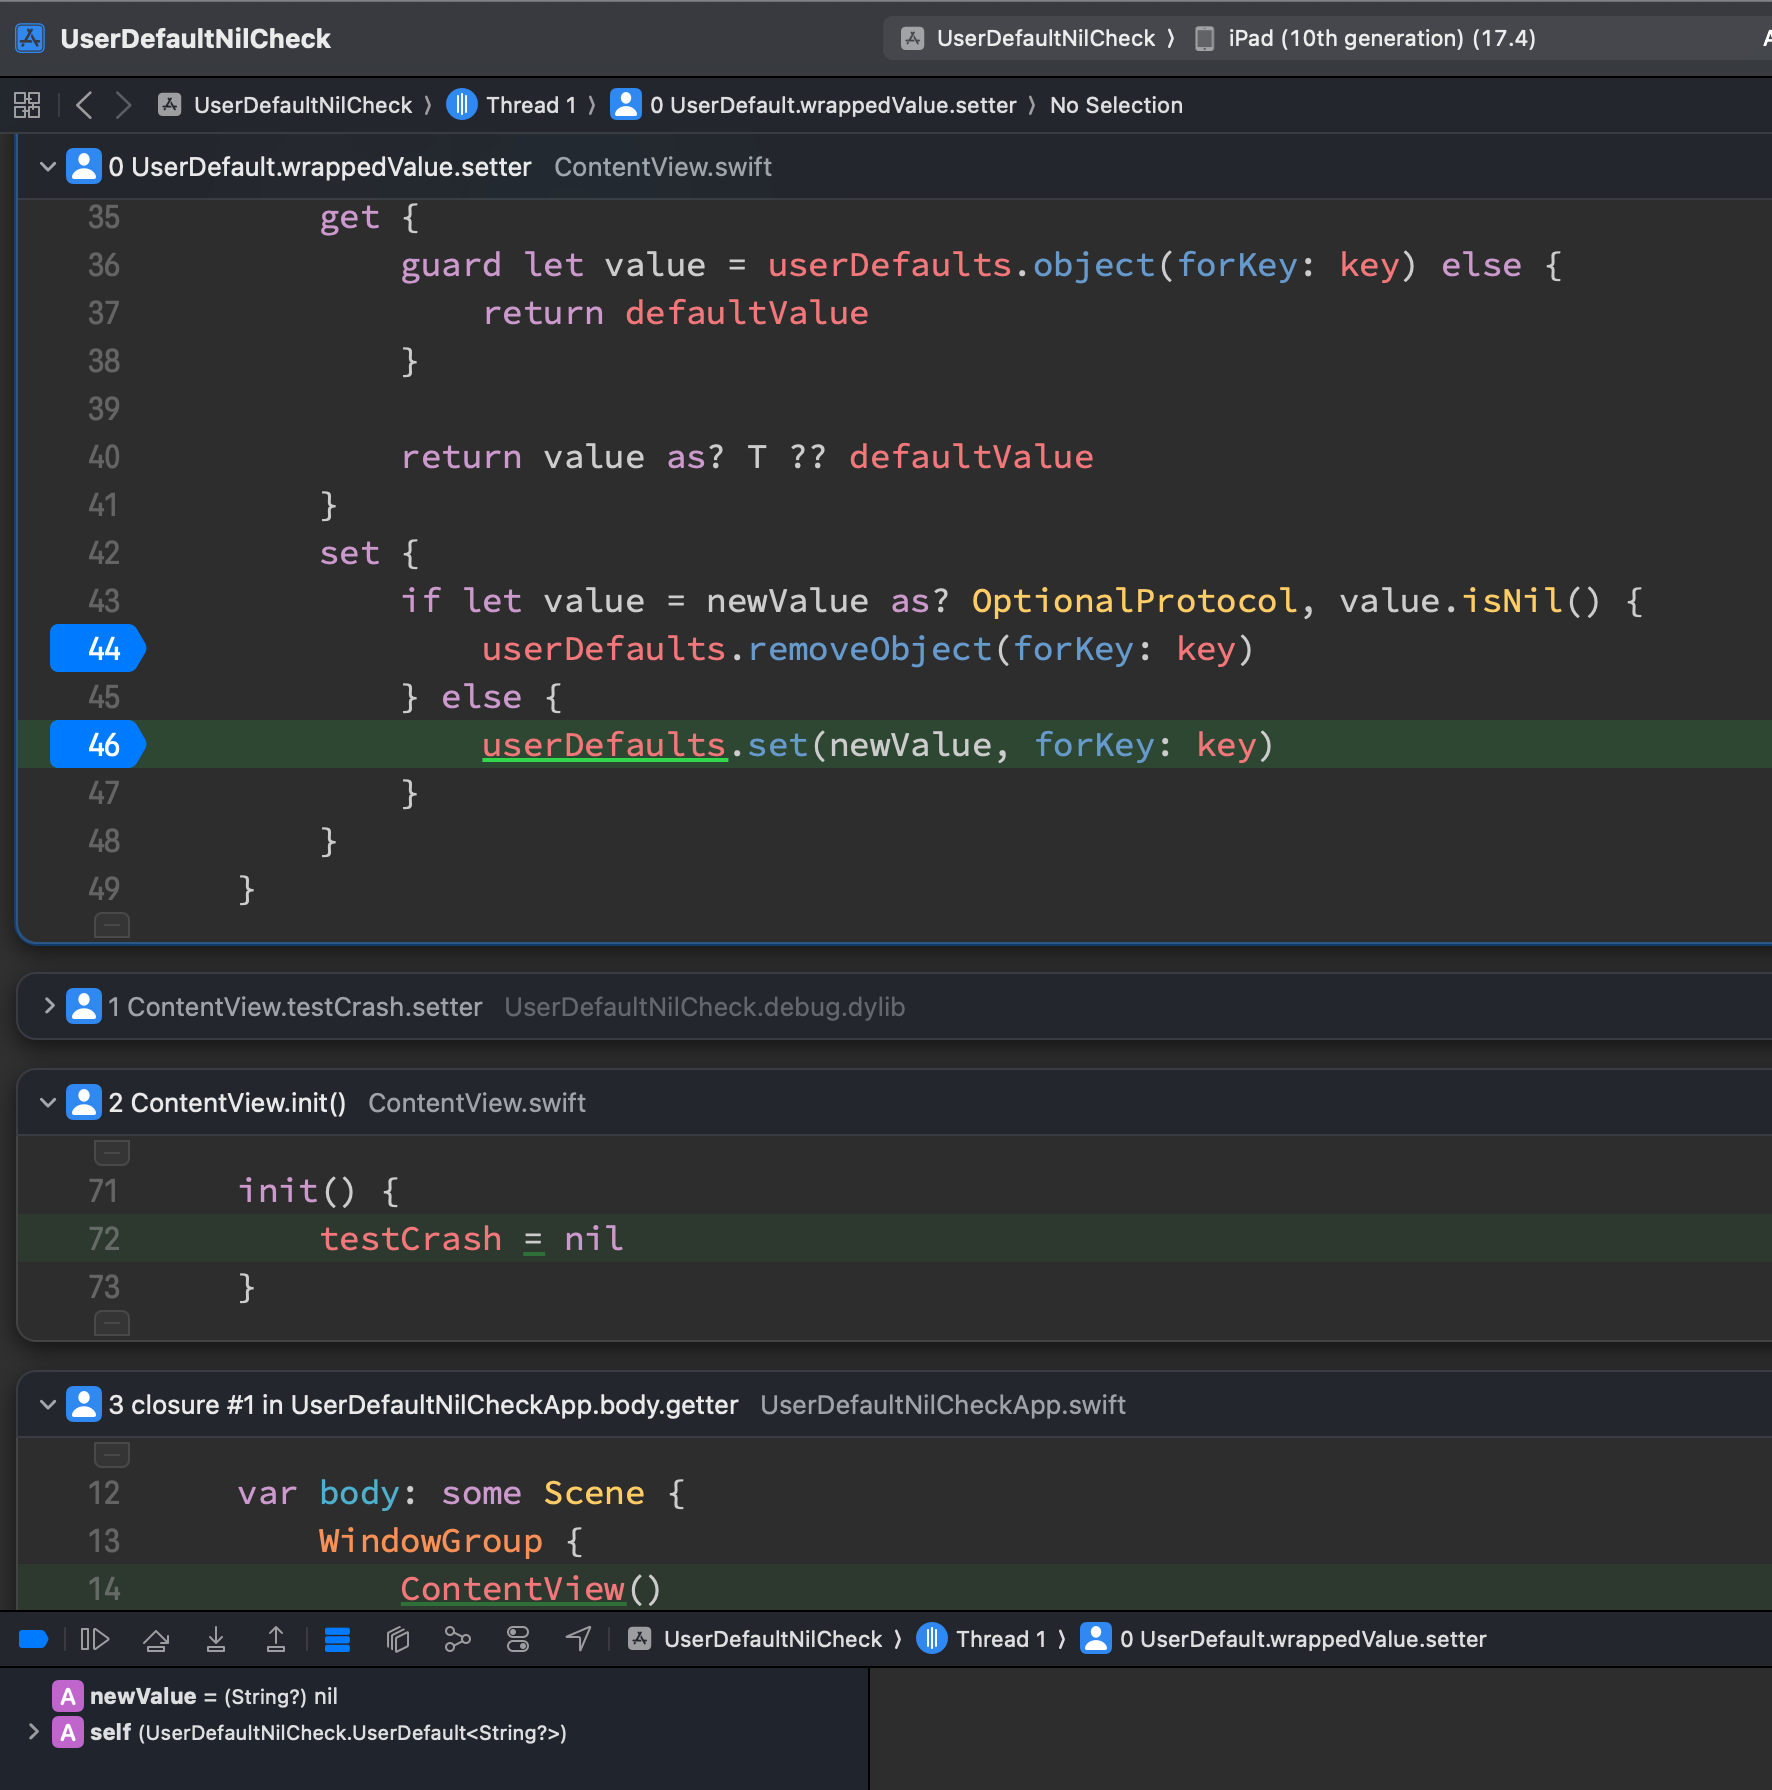 UserDefaultNilCheck
UserDefaultNilCheck ⟩ iPad (10th generation) (17.4)
UserDefaultNilCheck ⟩ Thread 1 ⟩ 0 UserDefault.wrappedValue.setter ⟩ No Selection
0 UserDefault.wrappedValue.setter ContentView.swift
35 get {
36 guard let value = userDefaults.object(forKey: key) else {
37 return defaultValue
38 }
39
40 return value as? T ?? defaultValue
41 }
42 set {
43 if let value = newValue as? OptionalProtocol, value.isNil() {
44 userDefaults.removeObject(forKey: key)
45 } else {
46 userDefaults.set(newValue, forKey: key)
47 }
48 }
49 }
1 ContentView.testCrash.setter UserDefaultNilCheck.debug.dylib
2 ContentView.init() ContentView.swift
71 init() {
72 testCrash = nil
73 }
3 closure #1 in UserDefaultNilCheckApp.body.getter UserDefaultNilCheckApp.swift
12 var body: some Scene {
13 WindowGroup {
14 ContentView()
UserDefaultNilCheck ⟩ Thread 1 ⟩ 0 UserDefault.wrappedValue.setter
A newValue = (String?) nil
A self (UserDefaultNilCheck.UserDefault<String?>)